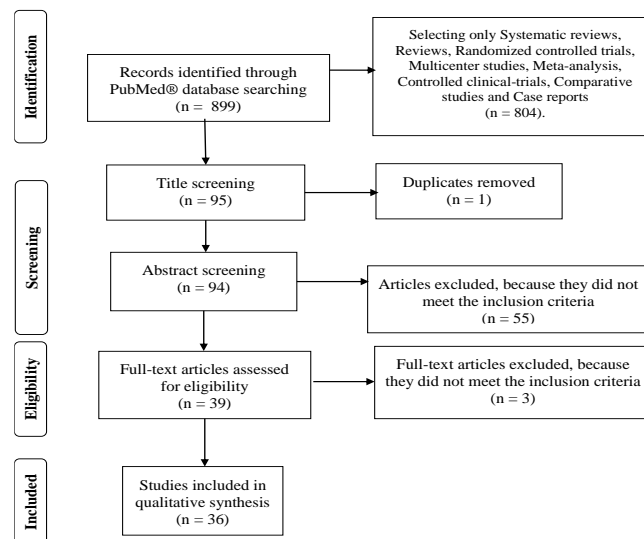 Identification
Records identified through
PubMed® database searching
(n =  899)
Selecting only Systematic reviews,
Reviews, Randomized controlled trials,
Multicenter studies, Meta-analysis,
Controlled clinical-trials, Comparative
studies and Case reports
(n = 804).
Screening
Title screening
(n = 95)
Duplicates removed
(n = 1)
Abstract screening
(n = 94)
Articles excluded, because they did not
meet the inclusion criteria
(n = 55)
Eligibility
Full-text articles assessed
for eligibility
(n = 39)
Full-text articles excluded, because
they did not meet the inclusion criteria
(n = 3)
Included
Studies included in
qualitative synthesis
(n = 36)